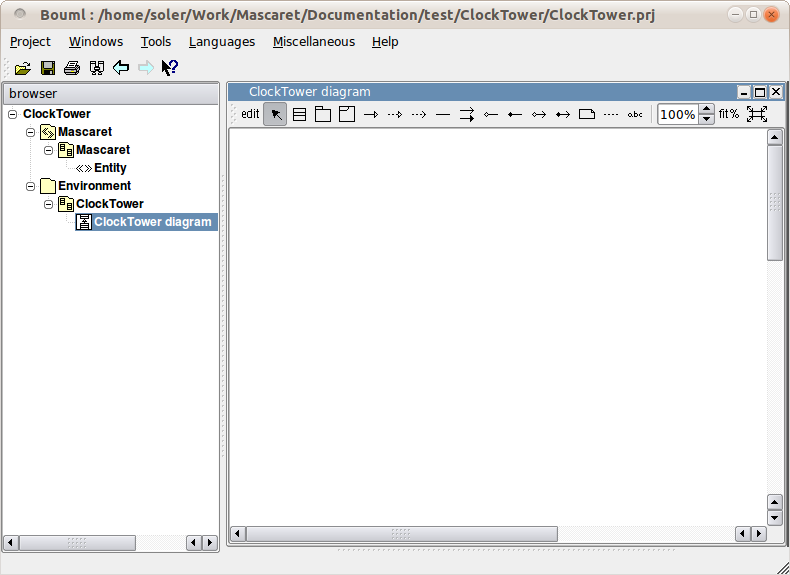 Bouml : /home/soler/Work/Mascaret/Documentation/test/ClockTower/ClockTower.prj
Project Windows Tools Languages Miscellaneous Help
browser
ClockTower
Mascaret
Mascaret
<> Entity
Environment
ClockTower
ClockTower diagram
ClockTower diagram
edit abc 100% fit%